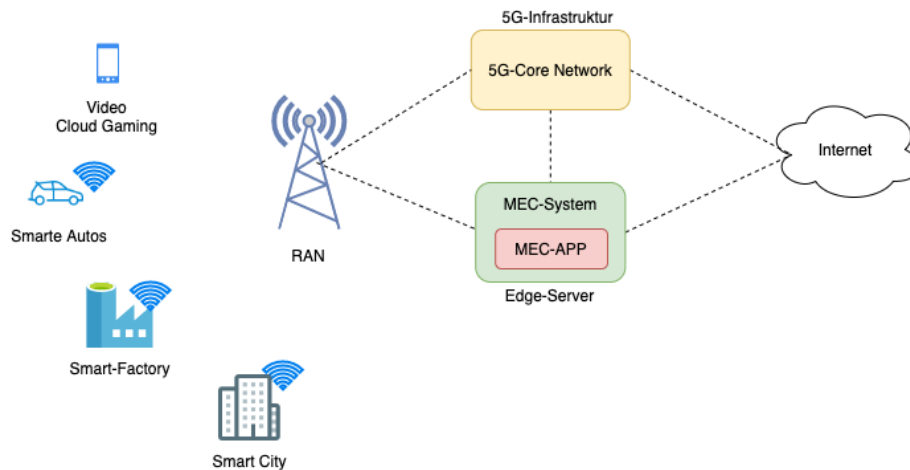 5G-Infrastruktur
5G-Core Network
Video
Cloud Gaming
Internet
MEC-System
Smarte Autos
MEC-APP
RAN
Edge-Server
Smart-Factory
Smart City